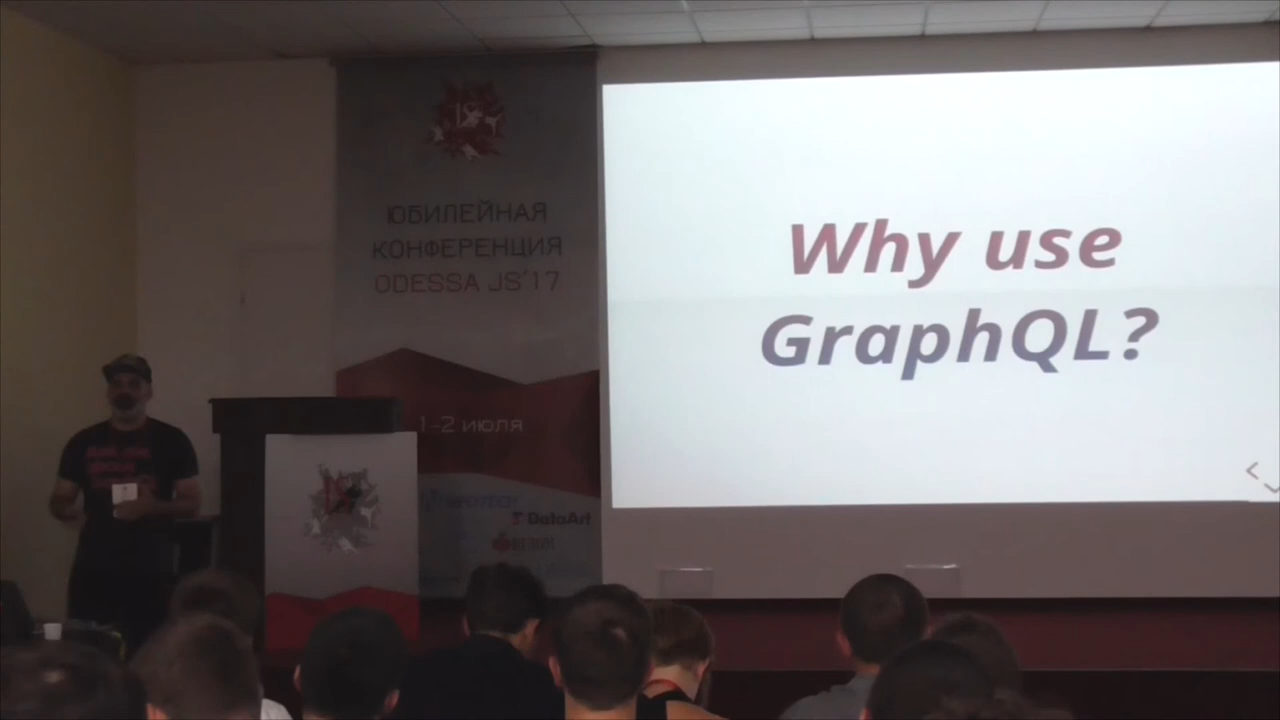 ЮБИЛЕЙНАЯ
КОНФЕРЕНЦИЯ
ODESSA JS'17
1-2 июля
DataArt
Why use
GraphQL?